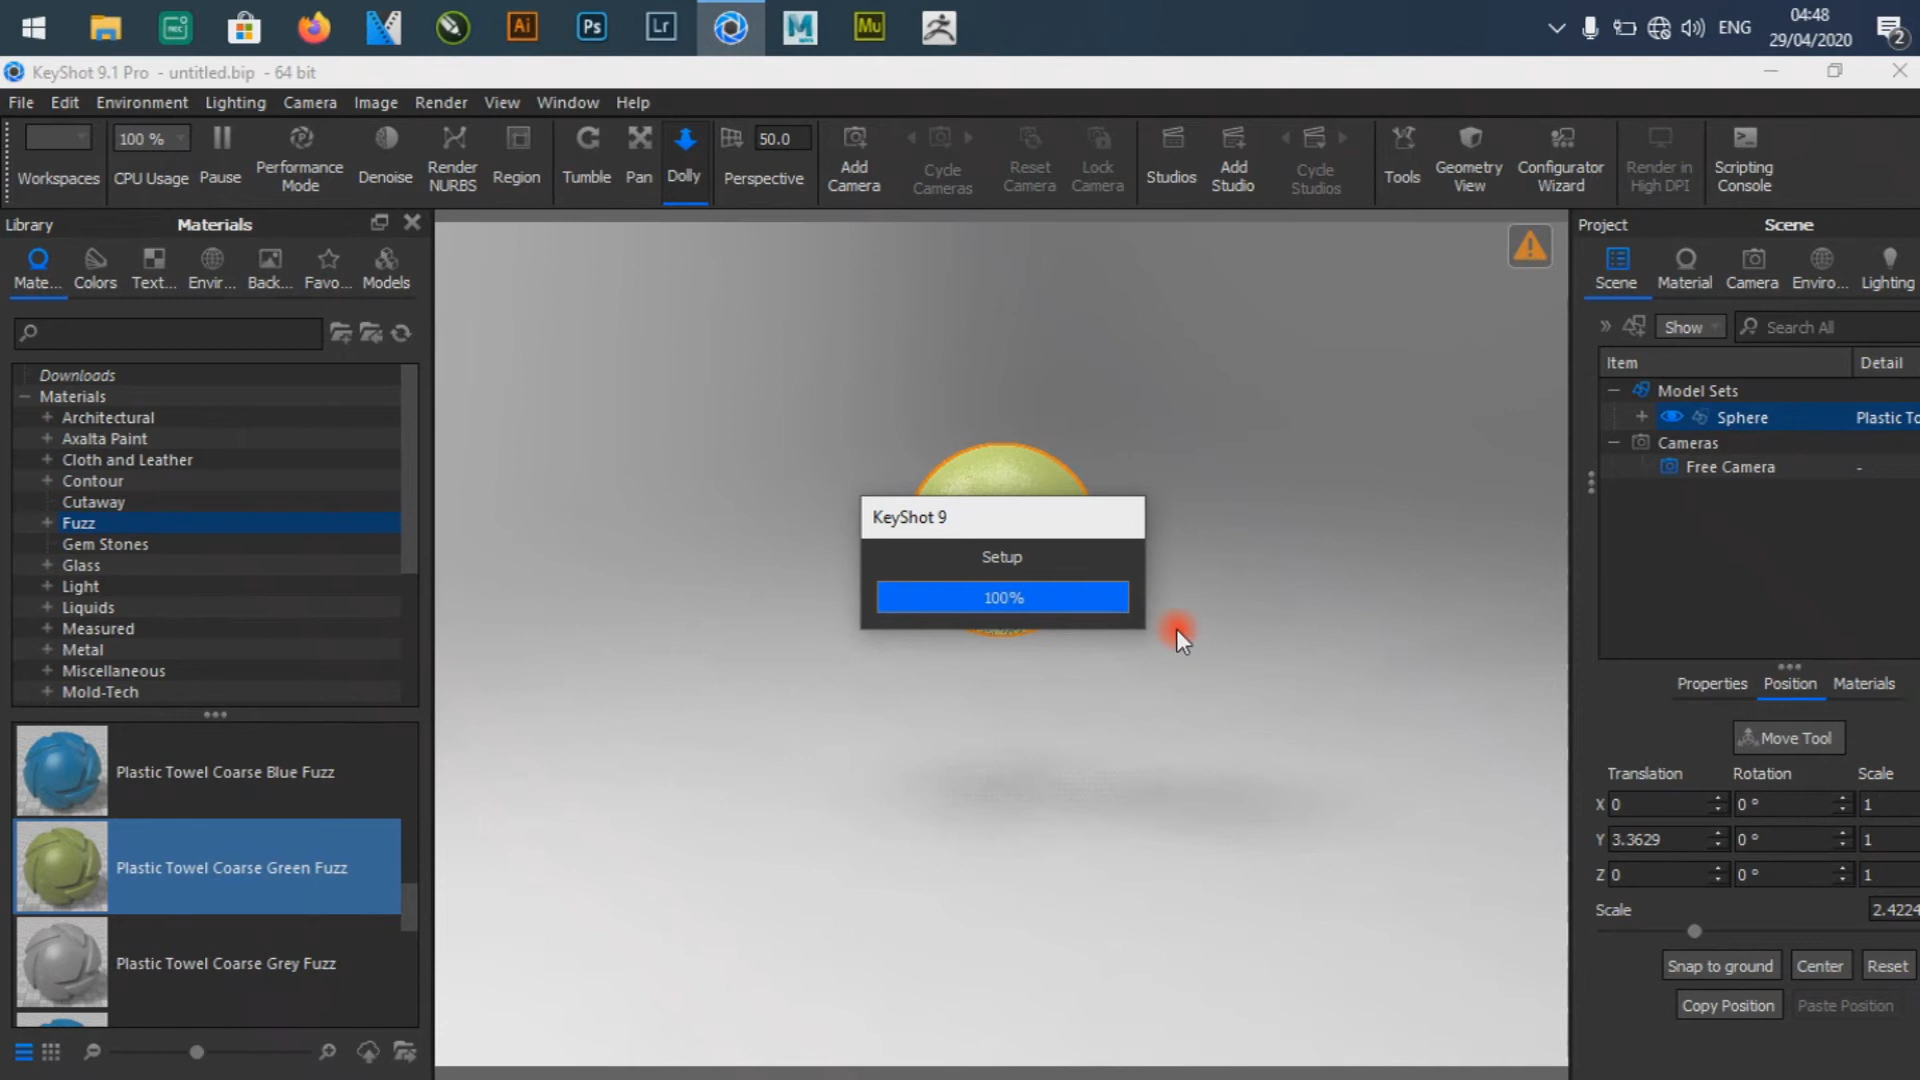 REC
Ai
Ps
Lr
M
Mu
ENG
04:48
29/04/2020
2
KeyShot 9.1 Pro - untitled.bip - 64 bit
File Edit Environment Lighting Camera Image Render View Window Help
Workspaces
100 %
CPU Usage
Pause
Performance Mode
Denoise
Render NURBS
Region
Tumble
Pan
Dolly
50.0
Perspective
Add Camera
Cycle Cameras
Reset Camera
Lock Camera
Studios
Add Studio
Cycle Studios
Tools
Geometry View
Configurator Wizard
Render in High DPI
Scripting Console
Library
Materials
Mate... Colors Text... Envir... Back... Favo... Models
Downloads
Materials
Architectural
Axalta Paint
Cloth and Leather
Contour
Cutaway
Fuzz
Gem Stones
Glass
Light
Liquids
Measured
Metal
Miscellaneous
Mold-Tech
Plastic Towel Coarse Blue Fuzz
Plastic Towel Coarse Green Fuzz
Plastic Towel Coarse Grey Fuzz
KeyShot 9
Setup
100%
Project
Scene
Scene Material Camera Enviro... Lighting
Show
Search All
Item Detail
Model Sets
Sphere Plastic To
Cameras
Free Camera -
Properties Position Materials
Move Tool
Translation Rotation Scale
X 0 0 ° 1
Y 3.3629 0 ° 1
Z 0 0 ° 1
Scale 2.4224
Snap to ground Center Reset
Copy Position Paste Position